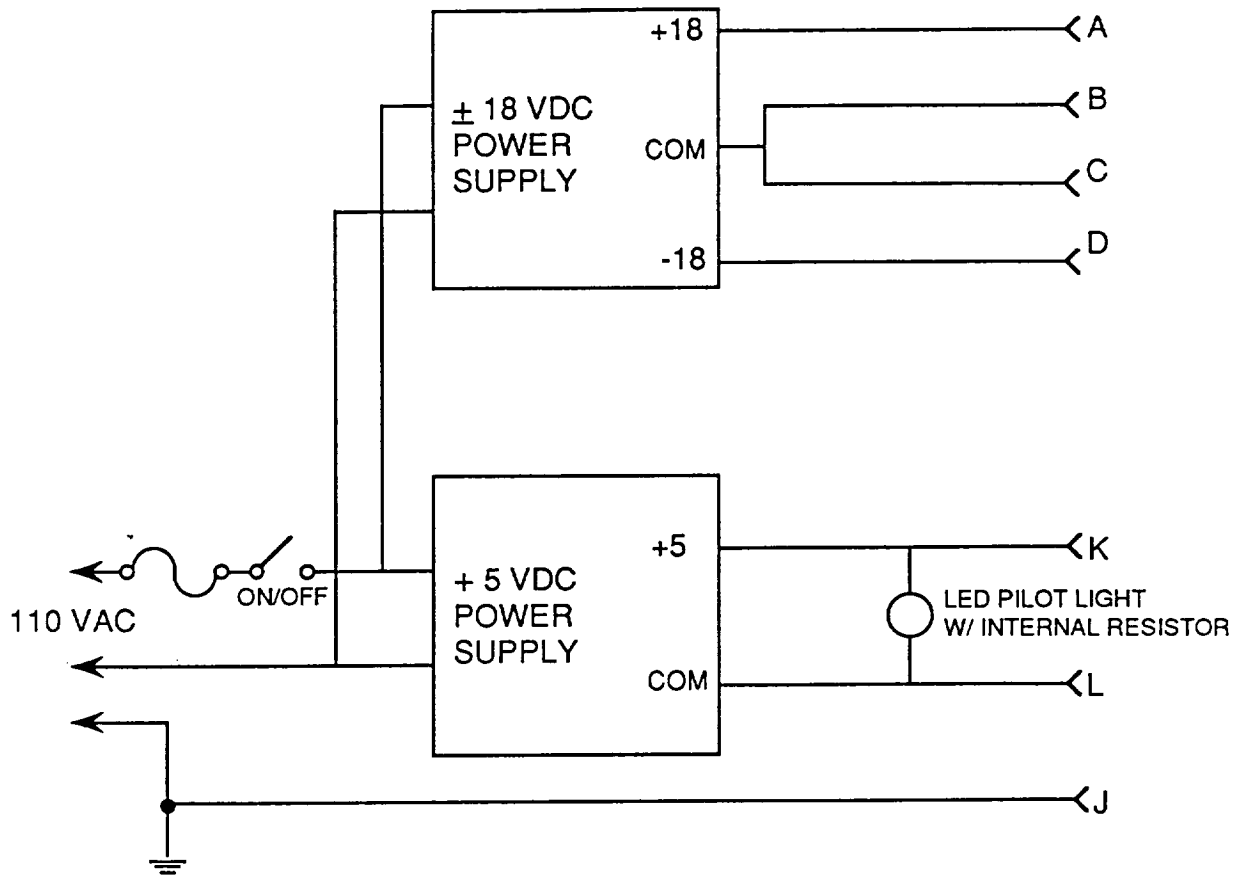 +18
A
± 18 VDC
POWER
SUPPLY
B
COM
C
-18
D
+5
K
ON/OFF
110 VAC
+ 5 VDC
POWER
SUPPLY
LED PILOT LIGHT
W/ INTERNAL RESISTOR
COM
L
J